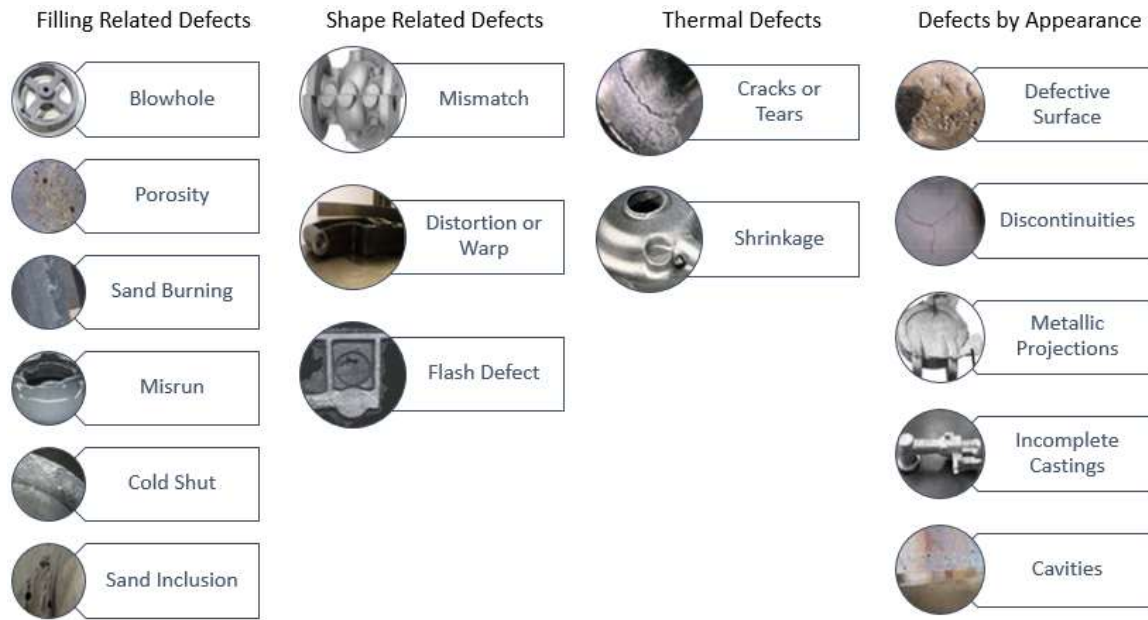 Filling Related Defects
Blowhole
Porosity
Sand Burning
Misrun
Cold Shut
Sand Inclusion
Shape Related Defects
Mismatch
Distortion or
Warp
Flash Defect
Thermal Defects
Cracks or
Tears
Shrinkage
Defects by Appearance
Defective
Surface
Discontinuities
Metallic
Projections
Incomplete
Castings
Cavities